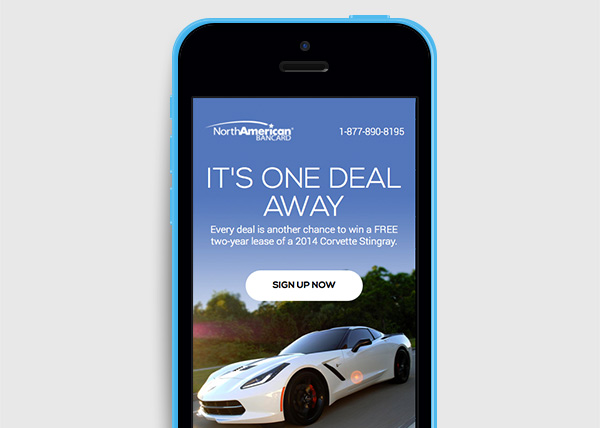 NorthAmerican®
BANCARD
1-877-890-8195
IT'S ONE DEAL
AWAY
Every deal is another chance to win a FREE
two-year lease of a 2014 Corvette Stingray.
SIGN UP NOW